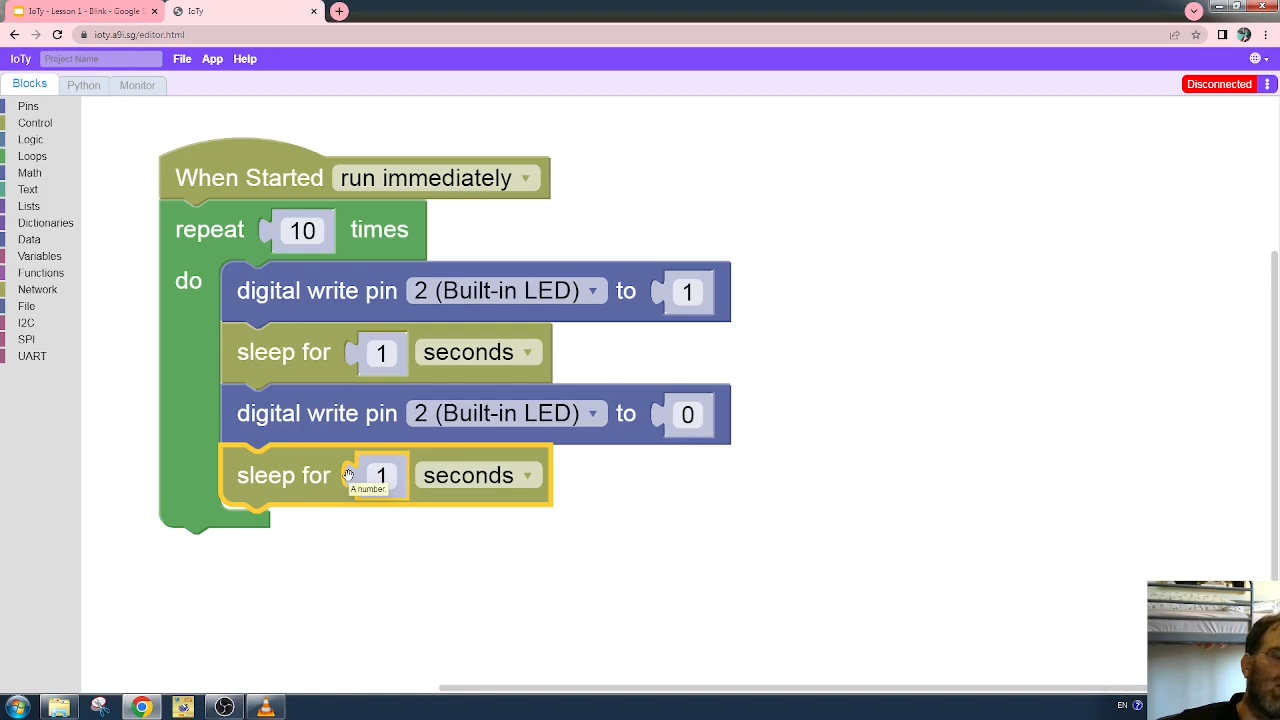 IoTy - Lesson 1 - Blink - Google S
IoTy
ioty.a9i.sg/editor.html
IoTy Project Name File App Help
Blocks Python Monitor
Disconnected
Pins
Control
Logic
Loops
Math
Text
Lists
Dictionaries
Data
Variables
Functions
Network
File
I2C
SPI
UART
When Started run immediately
repeat 10 times
do
digital write pin 2 (Built-in LED) to 1
sleep for 1 seconds
digital write pin 2 (Built-in LED) to 0
sleep for 1 seconds
A number.
EN